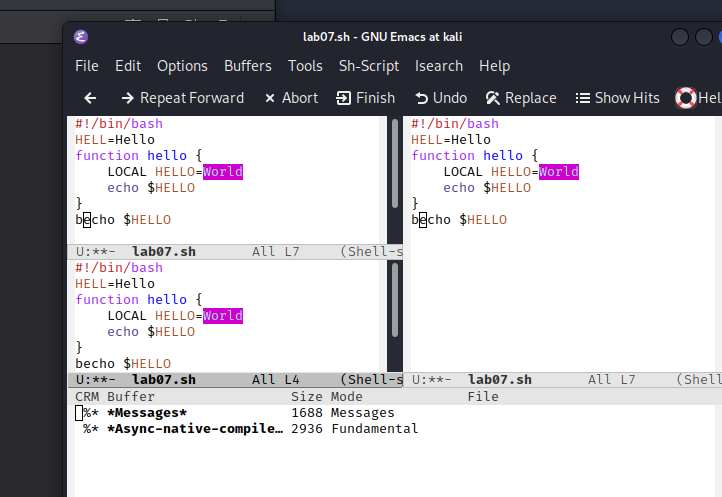 lab07.sh - GNU Emacs at kali
File Edit Options Buffers Tools Sh-Script Isearch Help
Repeat Forward Abort Finish Undo Replace Show Hits Hel
#!/bin/bash
HELL=Hello
function hello {
LOCAL HELLO=World
echo $HELLO
}
becho $HELLO
U:**- lab07.sh All L7 (Shell-s
#!/bin/bash
HELL=Hello
function hello {
LOCAL HELLO=World
echo $HELLO
}
becho $HELLO
U:**- lab07.sh All L4 (Shell-s
#!/bin/bash
HELL=Hello
function hello {
LOCAL HELLO=World
echo $HELLO
}
becho $HELLO
U:**- lab07.sh All L7 (Shell
CRM Buffer Size Mode File
%* *Messages* 1688 Messages
%* *Async-native-compile… 2936 Fundamental